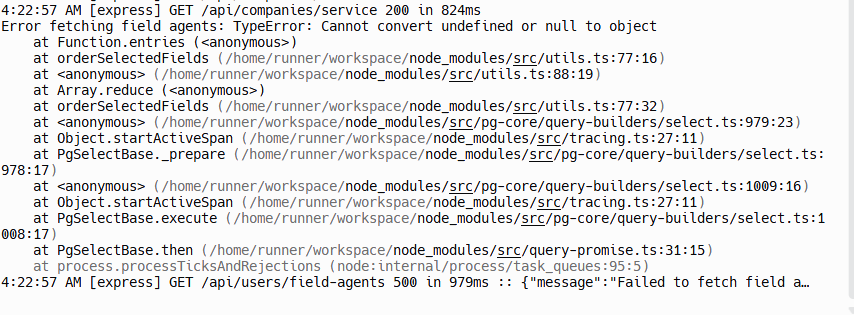 4:22:57 AM [express] GET /api/companies/service 200 in 824ms
Error fetching field agents: TypeError: Cannot convert undefined or null to object
    at Function.entries (<anonymous>)
    at orderSelectedFields (/home/runner/workspace/node_modules/src/utils.ts:77:16)
    at <anonymous> (/home/runner/workspace/node_modules/src/utils.ts:88:19)
    at Array.reduce (<anonymous>)
    at orderSelectedFields (/home/runner/workspace/node_modules/src/utils.ts:77:32)
    at <anonymous> (/home/runner/workspace/node_modules/src/pg-core/query-builders/select.ts:979:23)
    at Object.startActiveSpan (/home/runner/workspace/node_modules/src/tracing.ts:27:11)
    at PgSelectBase._prepare (/home/runner/workspace/node_modules/src/pg-core/query-builders/select.ts:
978:17)
    at <anonymous> (/home/runner/workspace/node_modules/src/pg-core/query-builders/select.ts:1009:16)
    at Object.startActiveSpan (/home/runner/workspace/node_modules/src/tracing.ts:27:11)
    at PgSelectBase.execute (/home/runner/workspace/node_modules/src/pg-core/query-builders/select.ts:1
008:17)
    at PgSelectBase.then (/home/runner/workspace/node_modules/src/query-promise.ts:31:15)
    at process.processTicksAndRejections (node:internal/process/task_queues:95:5)
4:22:57 AM [express] GET /api/users/field-agents 500 in 979ms :: {"message":"Failed to fetch field a…